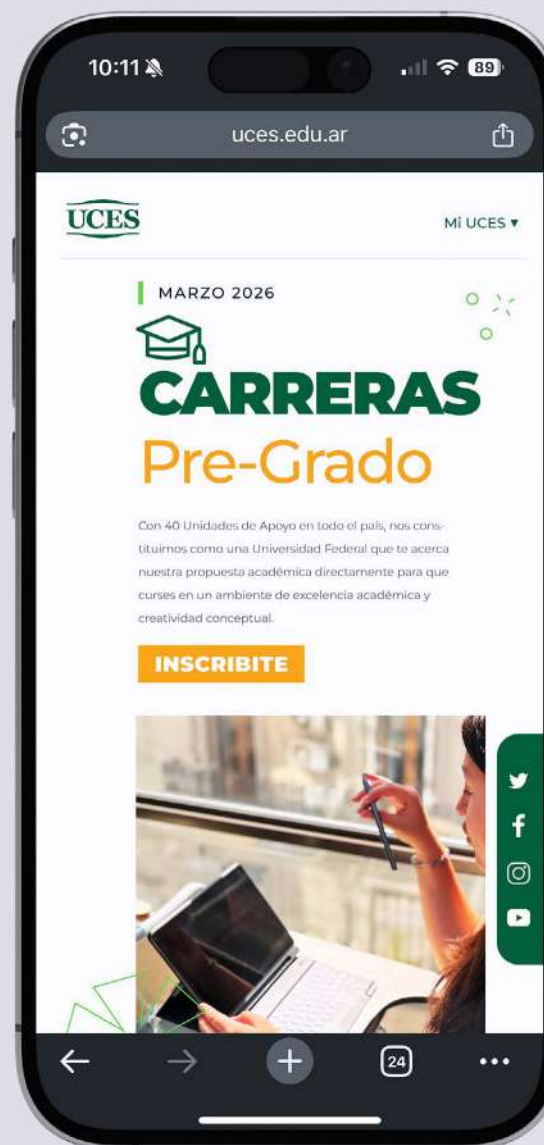 10:11
89
uces.edu.ar
UCES
Mi UCES ▾
MARZO 2026
CARRERAS
Pre-Grado
Con 40 Unidades de Apoyo en todo el país, nos cons-
tituimos como una Universidad Federal que te acerca
nuestra propuesta académica directamente para que
curses en un ambiente de excelencia académica y
creatividad conceptual.
INSCRIBITE
24